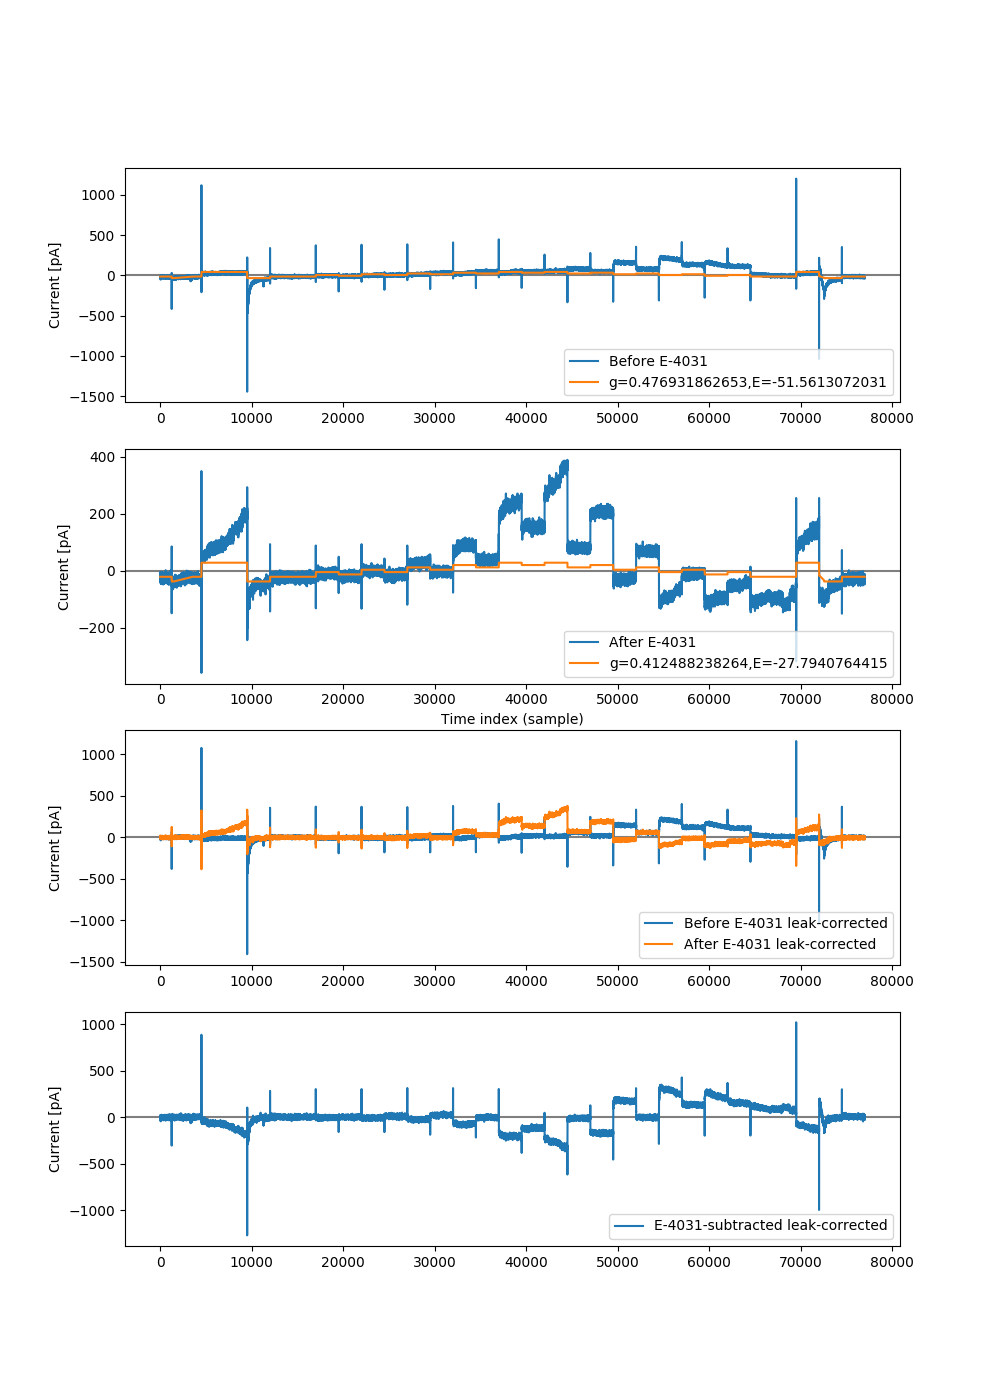 1000
500
0
−500
−1000
−1500
Current [pA]
Before E-4031
g=0.476931862653,E=-51.5613072031
0 10000 20000 30000 40000 50000 60000 70000 80000
400
200
0
−200
Current [pA]
After E-4031
g=0.412488238264,E=-27.7940764415
0 10000 20000 30000 40000 50000 60000 70000 80000
Time index (sample)
1000
500
0
−500
−1000
−1500
Current [pA]
Before E-4031 leak-corrected
After E-4031 leak-corrected
0 10000 20000 30000 40000 50000 60000 70000 80000
1000
500
0
−500
−1000
Current [pA]
E-4031-subtracted leak-corrected
0 10000 20000 30000 40000 50000 60000 70000 80000